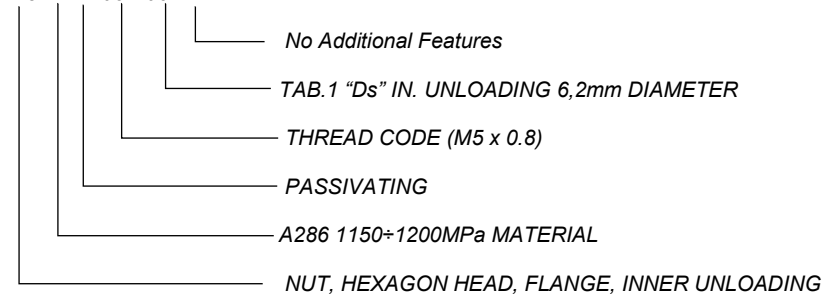 No Additional Features
TAB.1 “Ds” IN. UNLOADING 6,2mm DIAMETER
THREAD CODE (M5 x 0.8)
PASSIVATING
A286 1150÷1200MPa MATERIAL
NUT, HEXAGON HEAD, FLANGE, INNER UNLOADING